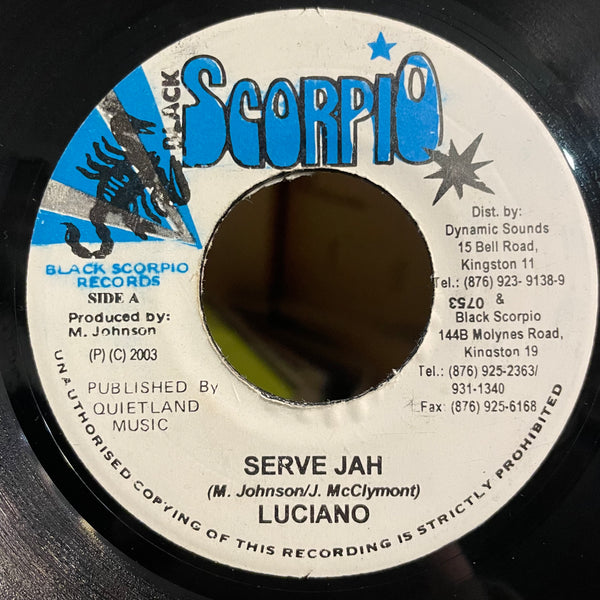 BLACK
SCORPIO
BLACK SCORPIO
RECORDS
SIDE A
Produced by:
M. Johnson
(P) (C) 2003
PUBLISHED By
QUIETLAND
MUSIC
Dist. by:
Dynamic Sounds
15 Bell Road,
Kingston 11
Tel.: (876) 923- 9138-9
0753 &
Black Scorpio
144B Molynes Road,
Kingston 19
Tel.: (876) 925-2363/
931-1340
Fax: (876) 925-6168
SERVE JAH
(M. Johnson/J. McClymont)
LUCIANO
UNAUTHORISED COPYING OF THIS RECORDING IS STRICTLY PROHIBITED